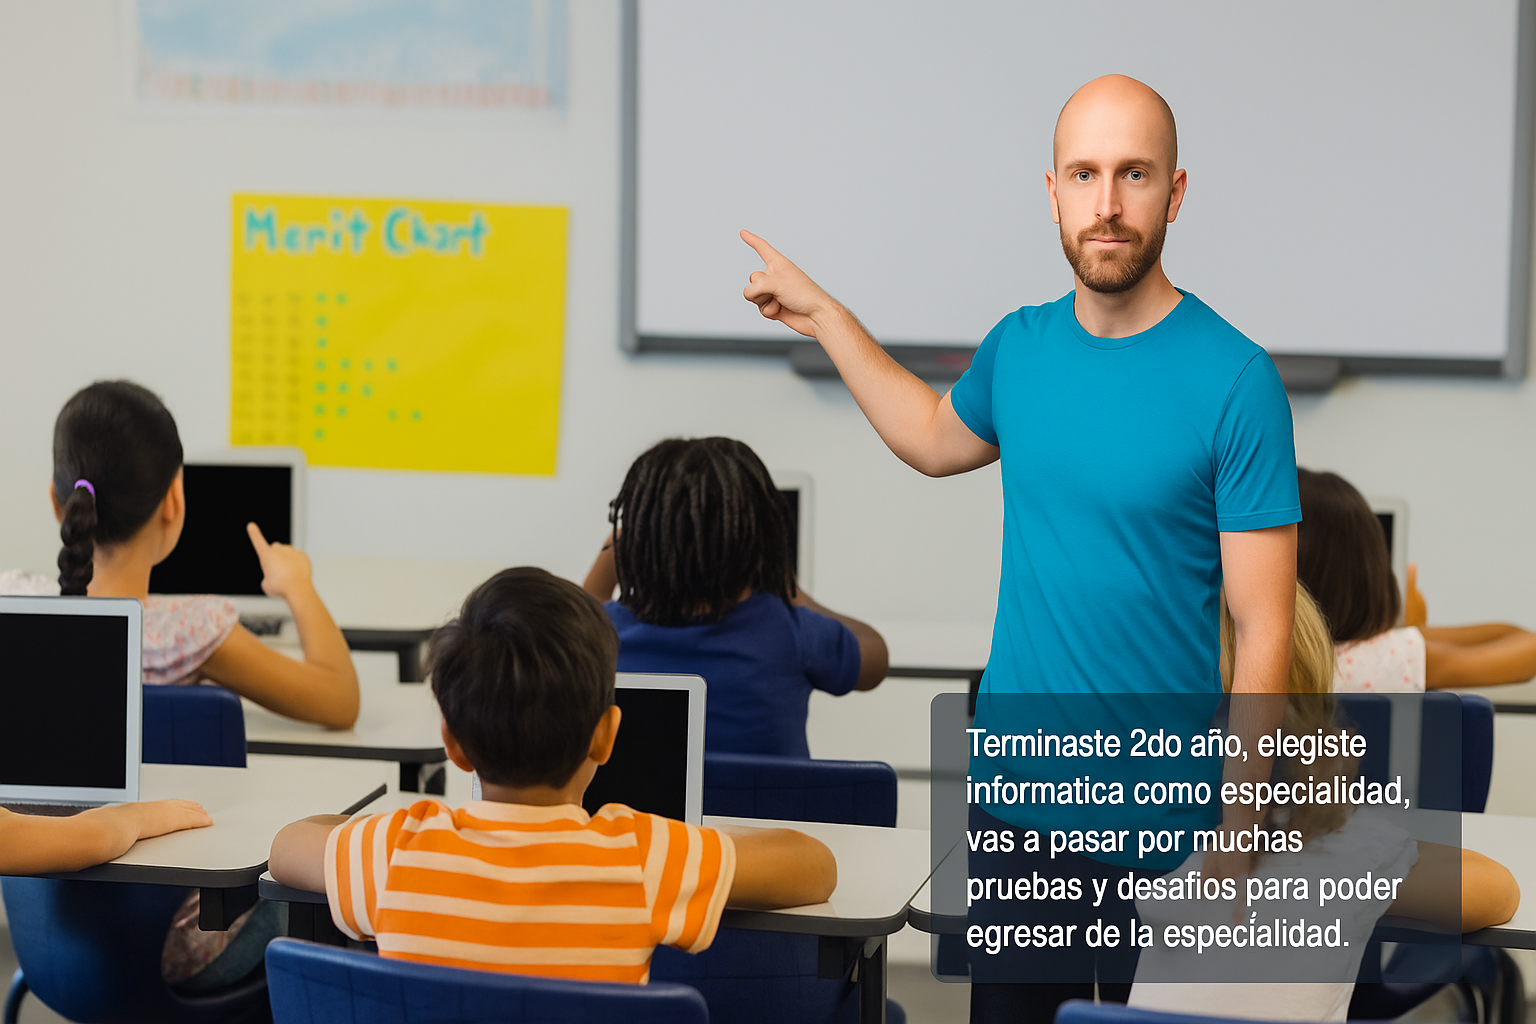 Merit Chart
Terminaste 2do año, elegiste
informatica como especialidad,
vas a pasar por muchas
pruebas y desafios para poder
egresar de la especíalidad.